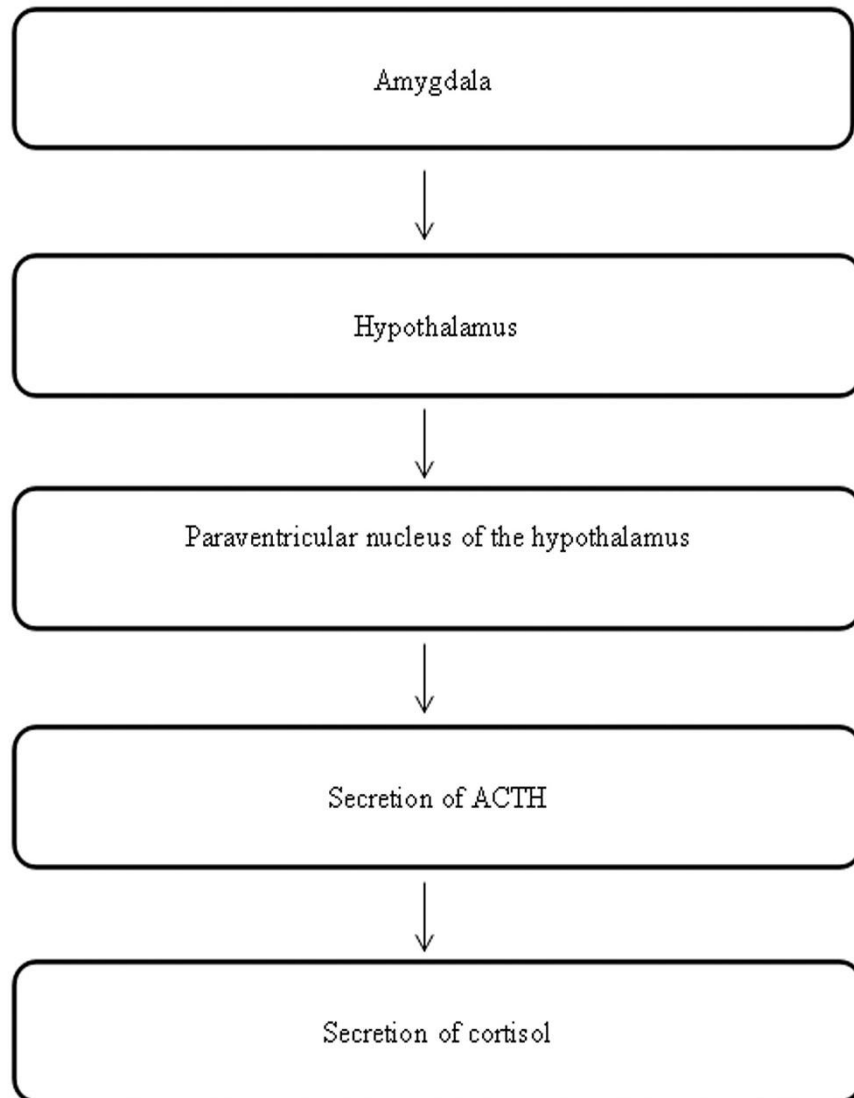 Amygdala
Hypothalamus
Paraventricular nucleus of the hypothalamus
Secretion of ACTH
Secretion of cortisol